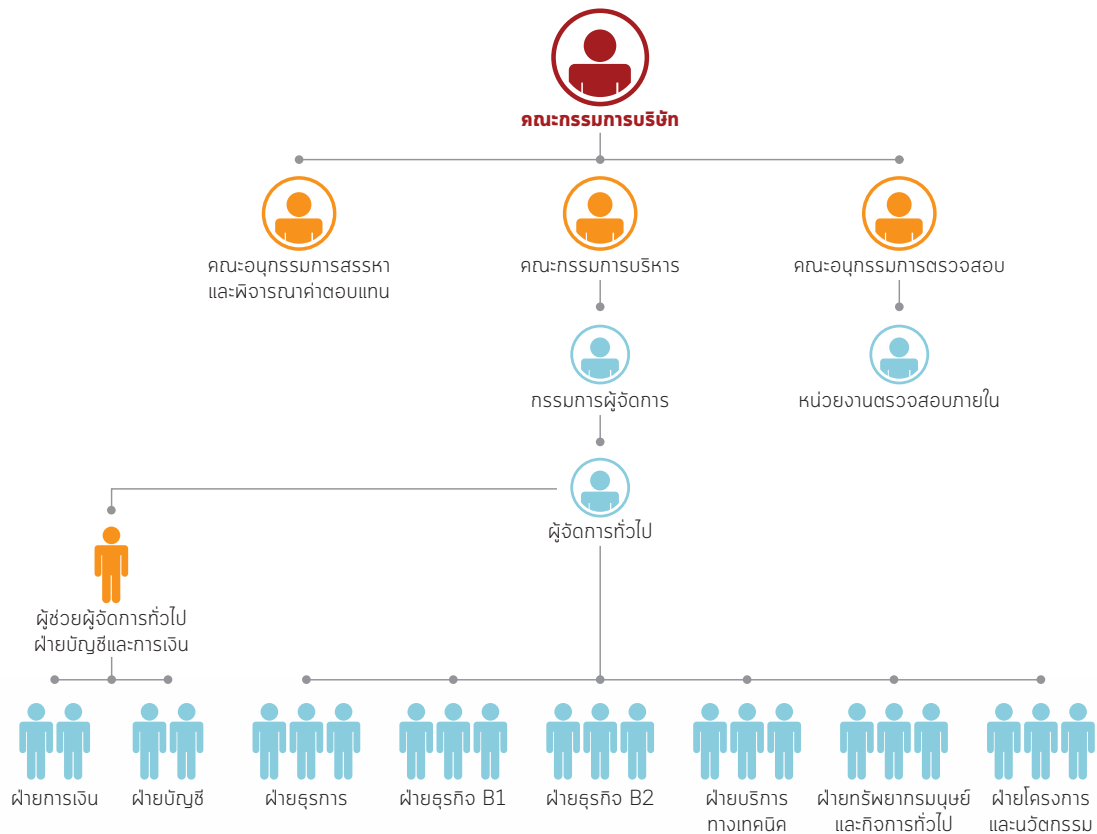 คณะกรรมการบริษัท
คณะอนุกรรมการสรรหา
และพิจารณาค่าตอบแทน
คณะกรรมการบริหาร
คณะอนุกรรมการตรวจสอบ
กรรมการผู้จัดการ
หน่วยงานตรวจสอบภายใน
ผู้จัดการทั่วไป
ผู้ช่วยผู้จัดการทั่วไป
ฝ่ายบัญชีและการเงิน
ฝ่ายการเงิน
ฝ่ายบัญชี
ฝ่ายธุรการ
ฝ่ายธุรกิจ B1
ฝ่ายธุรกิจ B2
ฝ่ายบริการ
ทางเทคนิค
ฝ่ายทรัพยากรมนุษย์
และกิจการทั่วไป
ฝ่ายโครงการ
และนวัตกรรม